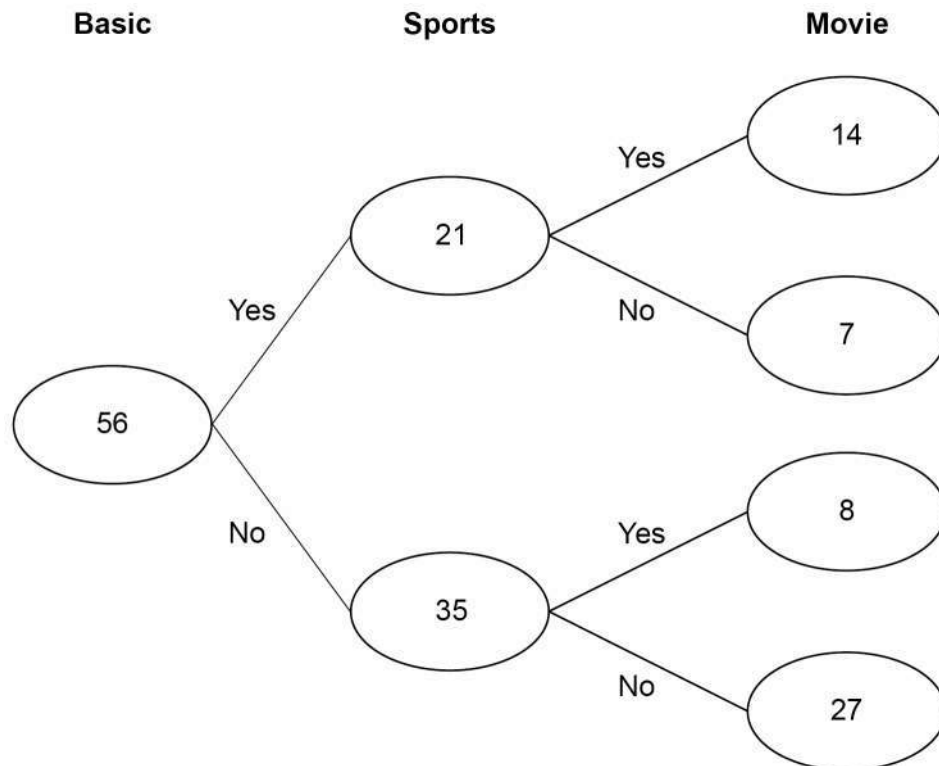 Basic Sports Movie
14
Yes
21
No
Yes
7
56
8
No
Yes
35
No
27